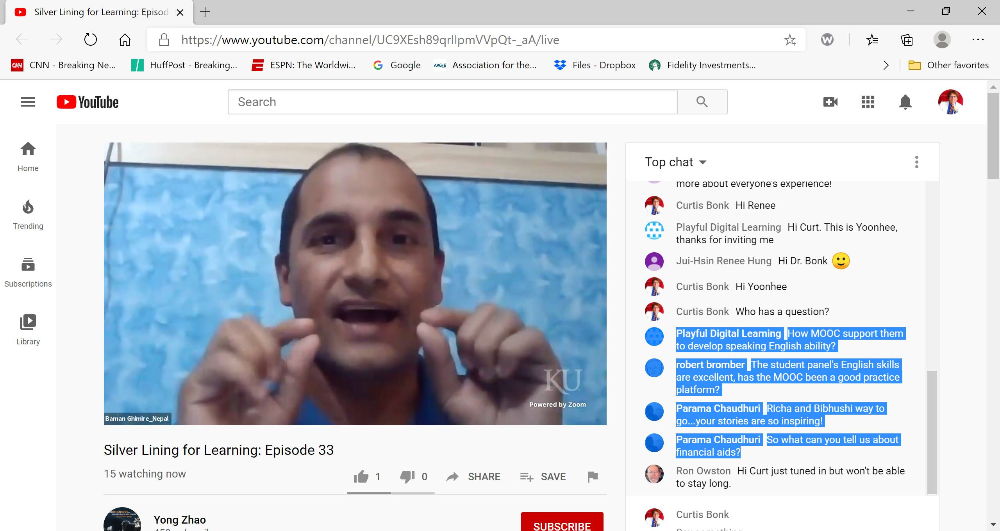 Silver Lining for Learning: Episod
https://www.youtube.com/channel/UC9XEsh89qrIlpmVVpQt-_aA/live
W
CNN
CNN - Breaking Ne...
HuffPost - Breaking...
ESPN: The Worldwi...
Google
AACE
Association for the...
Files - Dropbox
Fidelity Investments...
Other favorites
YouTube
Search
Home
Trending
Subscriptions
Library
KU
Powered by Zoom
Baman Ghimire_Nepal
Silver Lining for Learning: Episode 33
15 watching now
1
0
SHARE
SAVE
Yong Zhao
SUBSCRIBE
Top chat
more about everyone's experience!
Curtis Bonk Hi Renee
Playful Digital Learning Hi Curt. This is Yoonhee,
thanks for inviting me
Jui-Hsin Renee Hung Hi Dr. Bonk 🙂
Curtis Bonk Hi Yoonhee
Curtis Bonk Who has a question?
Playful Digital Learning How MOOC support them
to develop speaking English ability?
robert bromber The student panel's English skills
are excellent, has the MOOC been a good practice
platform?
Parama Chaudhuri Richa and Bibhushi way to
go...your stories are so inspiring!
Parama Chaudhuri So what can you tell us about
financial aids?
Ron Owston Hi Curt just tuned in but won't be able
to stay long.
Curtis Bonk
Say something